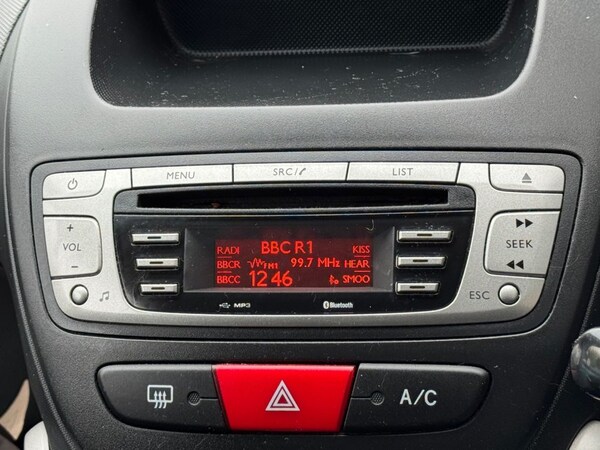 MENU SRC/ LIST
+
VOL
−
SEEK
ESC
RADI BBC R1 KISS
BBCR M1 99.7 MHz HEAR
BBCC 12 46 SMOO
MP3 Bluetooth
A/C